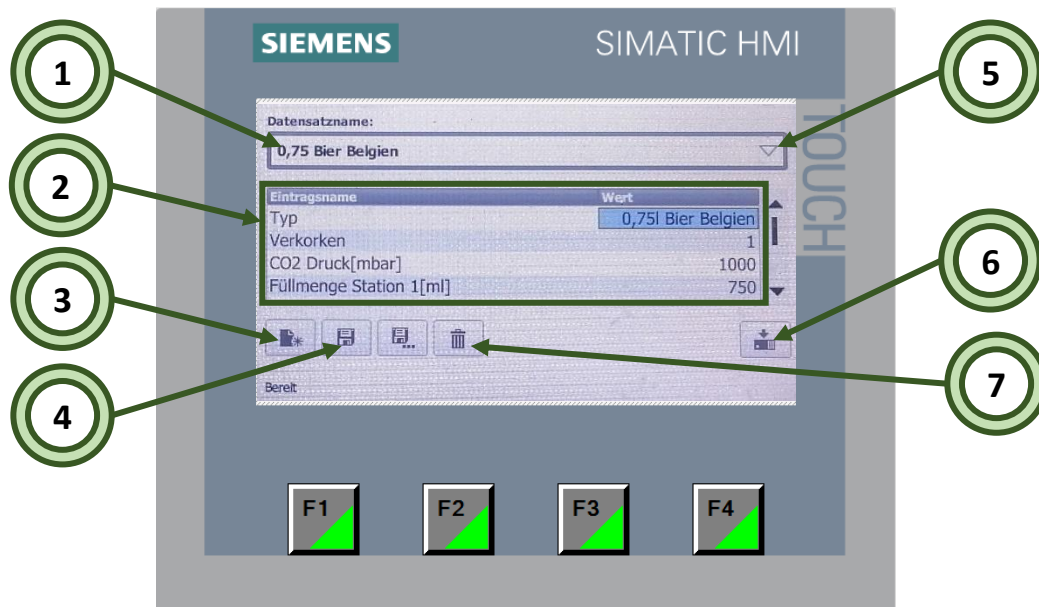 SIEMENS SIMATIC HMI
TOUCH
Datensatzname:
0,75 Bier Belgien
Eintragsname Wert
Typ 0,75l Bier Belgien
Verkorken 1
CO2 Druck[mbar] 1000
Füllmenge Station 1[ml] 750
Bereit
F1 F2 F3 F4
1
2
3
4
5
6
7